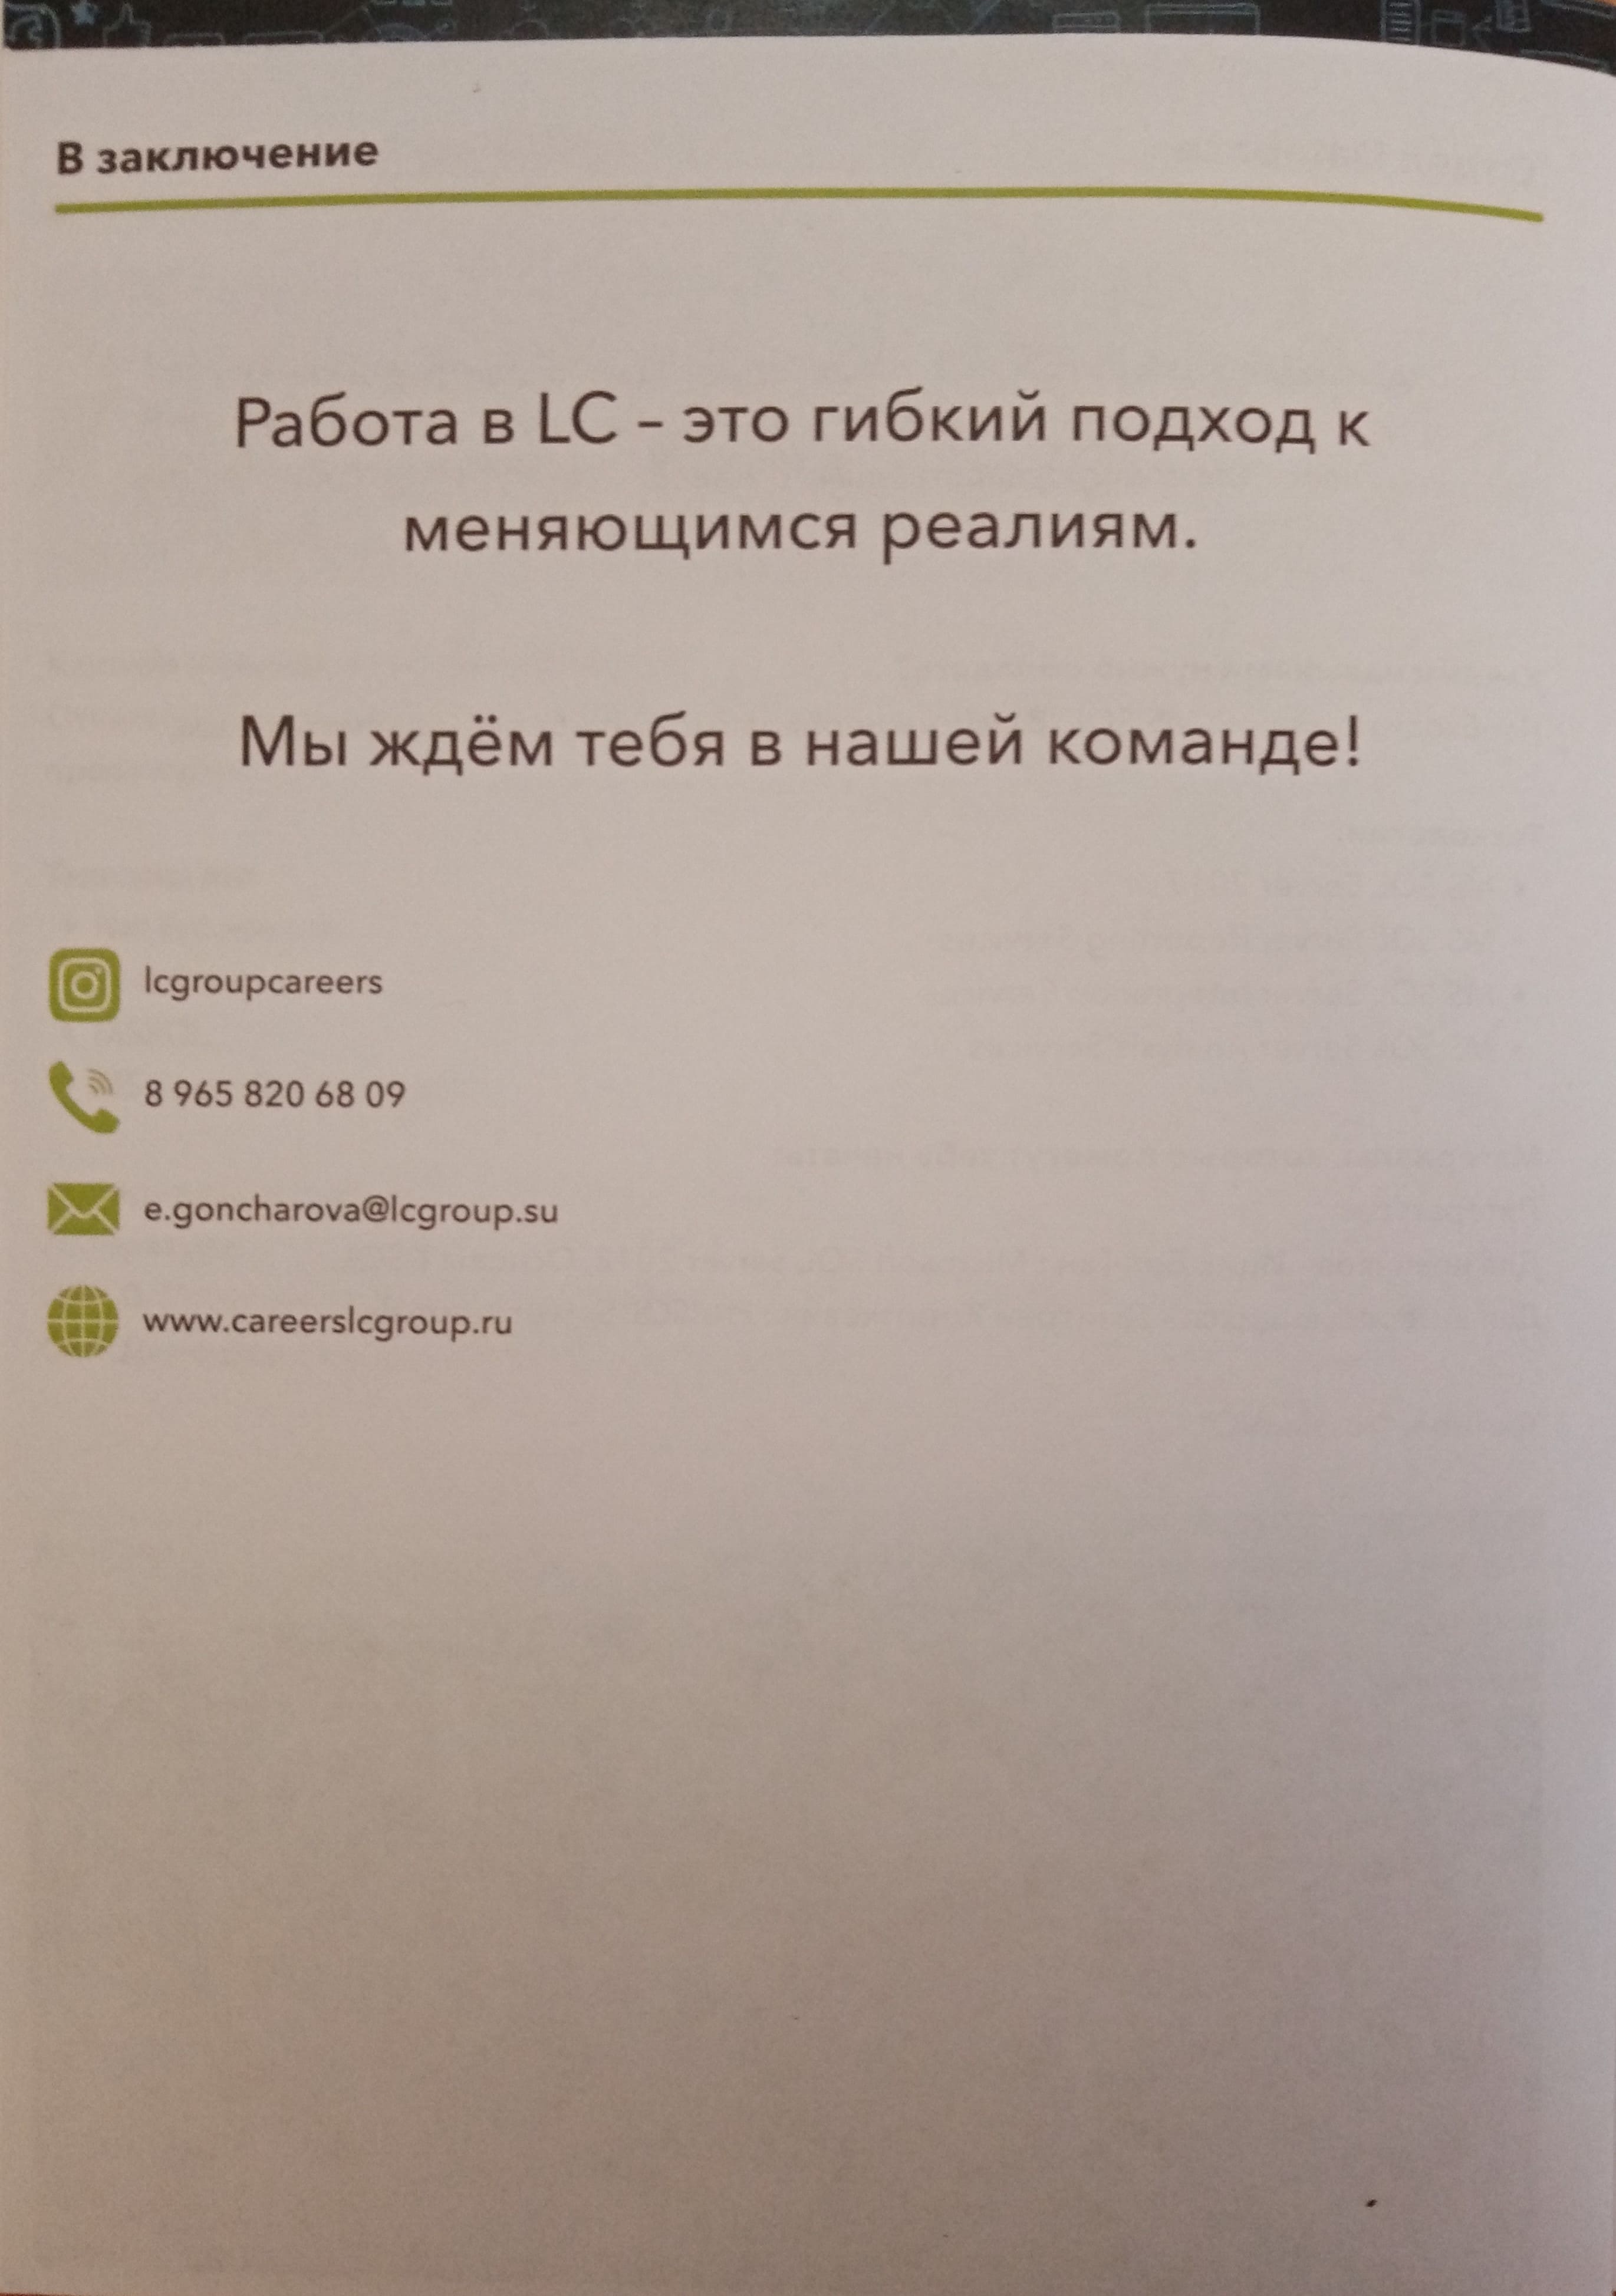 В заключение
Работа в LC – это гибкий подход к
меняющимся реалиям.
Мы ждём тебя в нашей команде!
lcgroupcareers
8 965 820 68 09
e.goncharova@lcgroup.su
www.careerslcgroup.ru